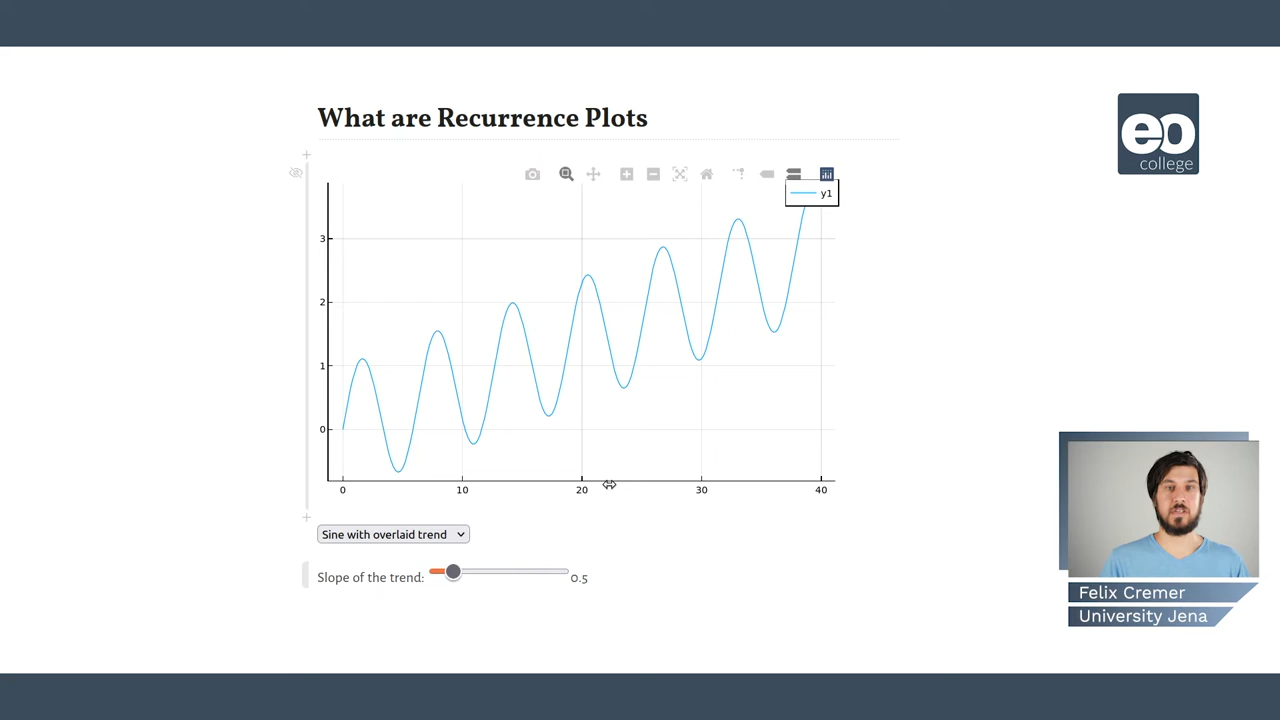 What are Recurrence Plots
eo
college
y1
3
2
1
0
0 10 20 30 40
Sine with overlaid trend
Slope of the trend: 0.5
Felix Cremer
University Jena